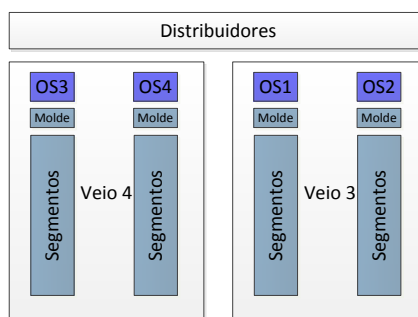 Distribuidores
OS3 OS4 OS1 OS2
Molde Molde Molde Molde
Segmentos Veio 4 Segmentos Segmentos Veio 3 Segmentos